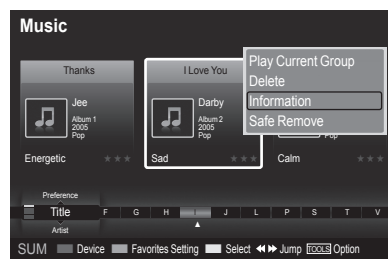 Music
Thanks
I Love You
Play Current Group
Delete
Information
Safe Remove
Jee
Album 1
2005
Pop
Darby
Album 2
2005
Pop
Pop
Energetic
Sad
Calm
Preference
Title F G H I J L P S T V
Artist
SUM Device Favorites Setting Select Jump TOOLS Option